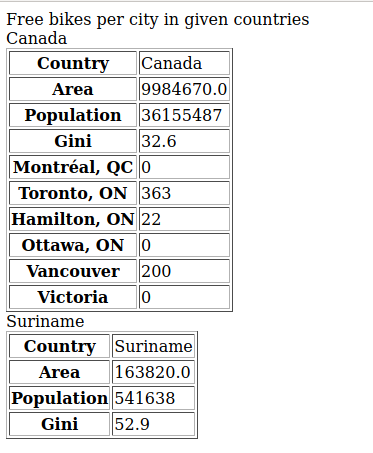 Free bikes per city in given countries
Canada
Country Canada
Area 9984670.0
Population 36155487
Gini 32.6
Montréal, QC 0
Toronto, ON 363
Hamilton, ON 22
Ottawa, ON 0
Vancouver 200
Victoria 0
Suriname
Country Suriname
Area 163820.0
Population 541638
Gini 52.9